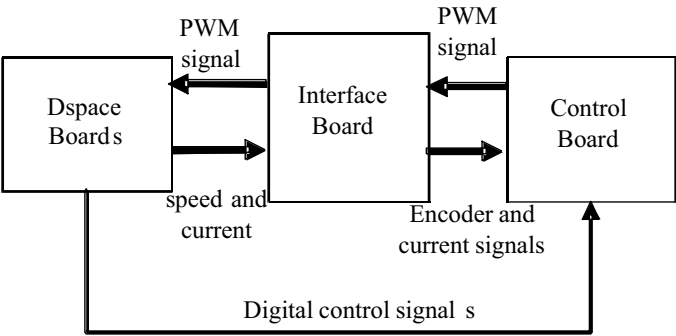 PWM
signal
PWM
signal
Dspace
Boards
Interface
Board
Control
Board
speed and
current
Encoder and
current signals
Digital control signal s